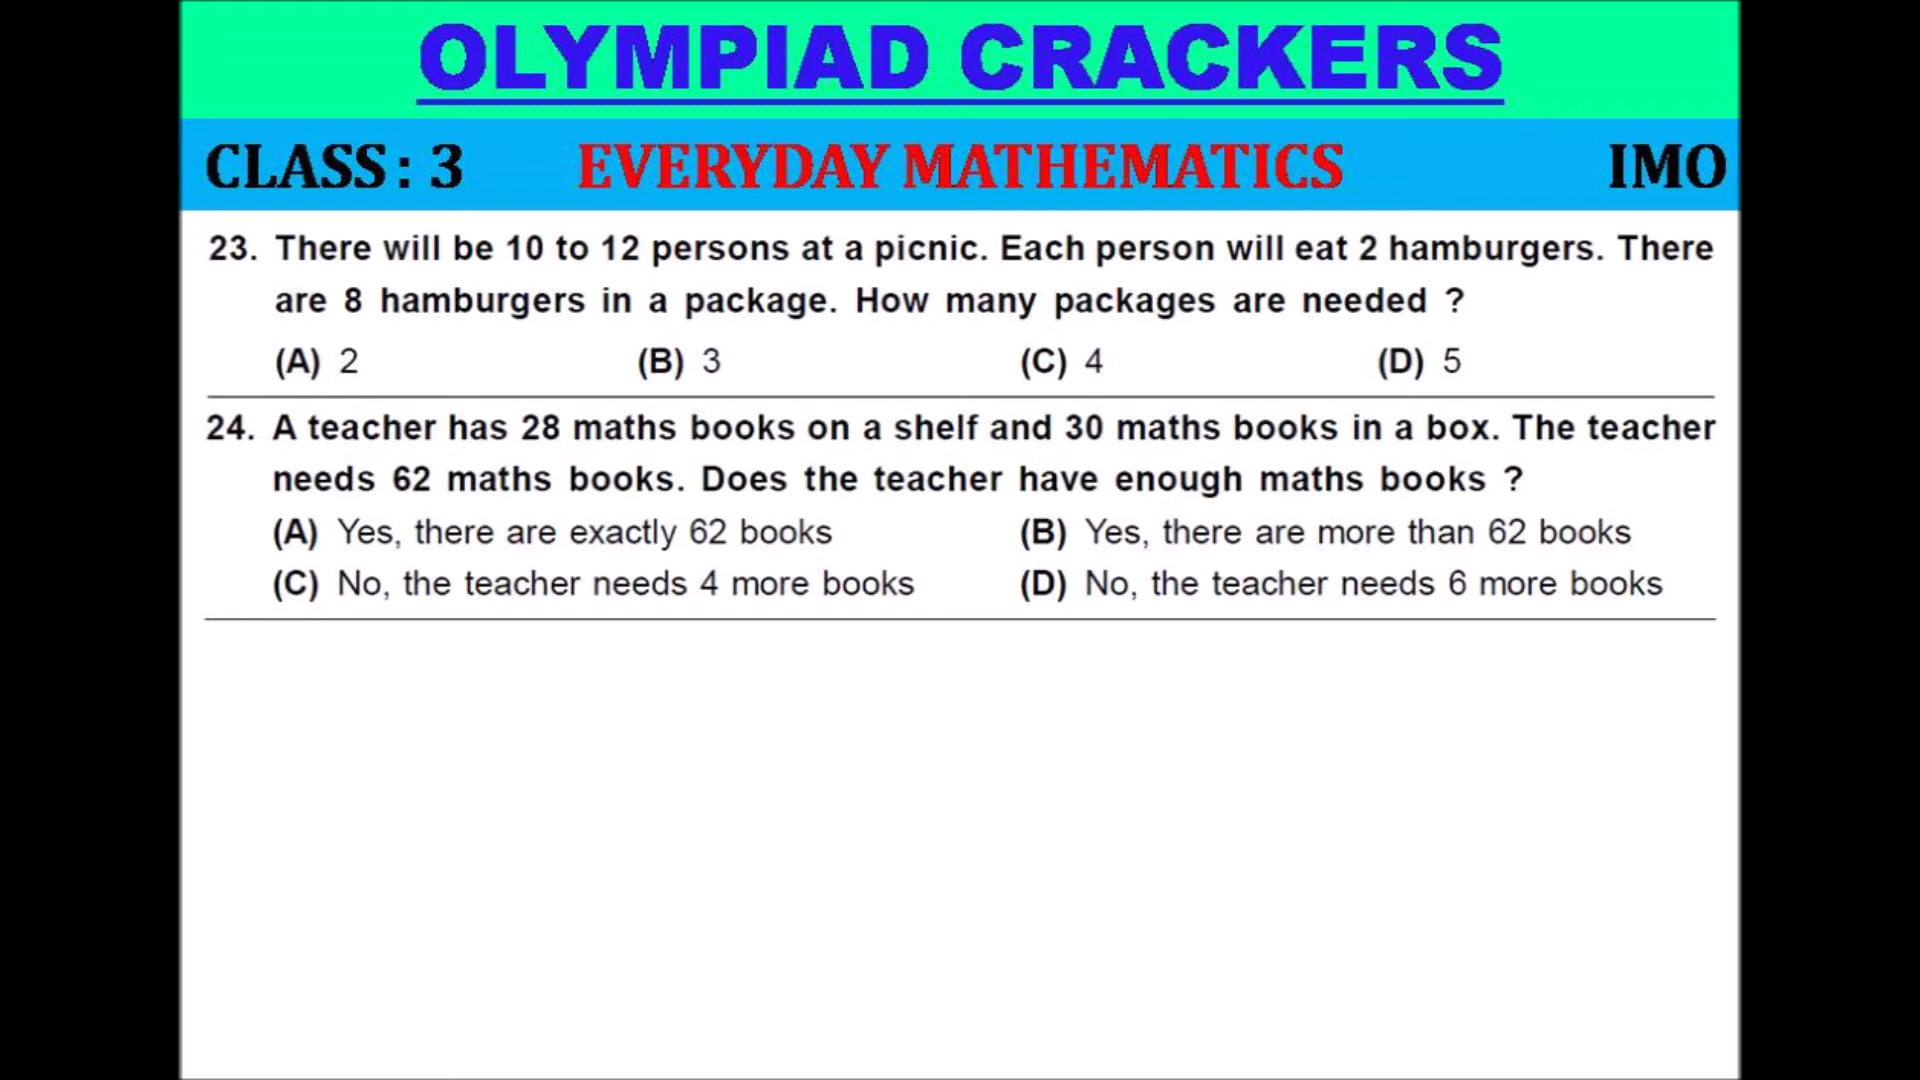 OLYMPIAD CRACKERS
CLASS : 3 EVERYDAY MATHEMATICS IMO
23. There will be 10 to 12 persons at a picnic. Each person will eat 2 hamburgers. There
are 8 hamburgers in a package. How many packages are needed ?
(A) 2 (B) 3 (C) 4 (D) 5
24. A teacher has 28 maths books on a shelf and 30 maths books in a box. The teacher
needs 62 maths books. Does the teacher have enough maths books ?
(A) Yes, there are exactly 62 books (B) Yes, there are more than 62 books
(C) No, the teacher needs 4 more books (D) No, the teacher needs 6 more books